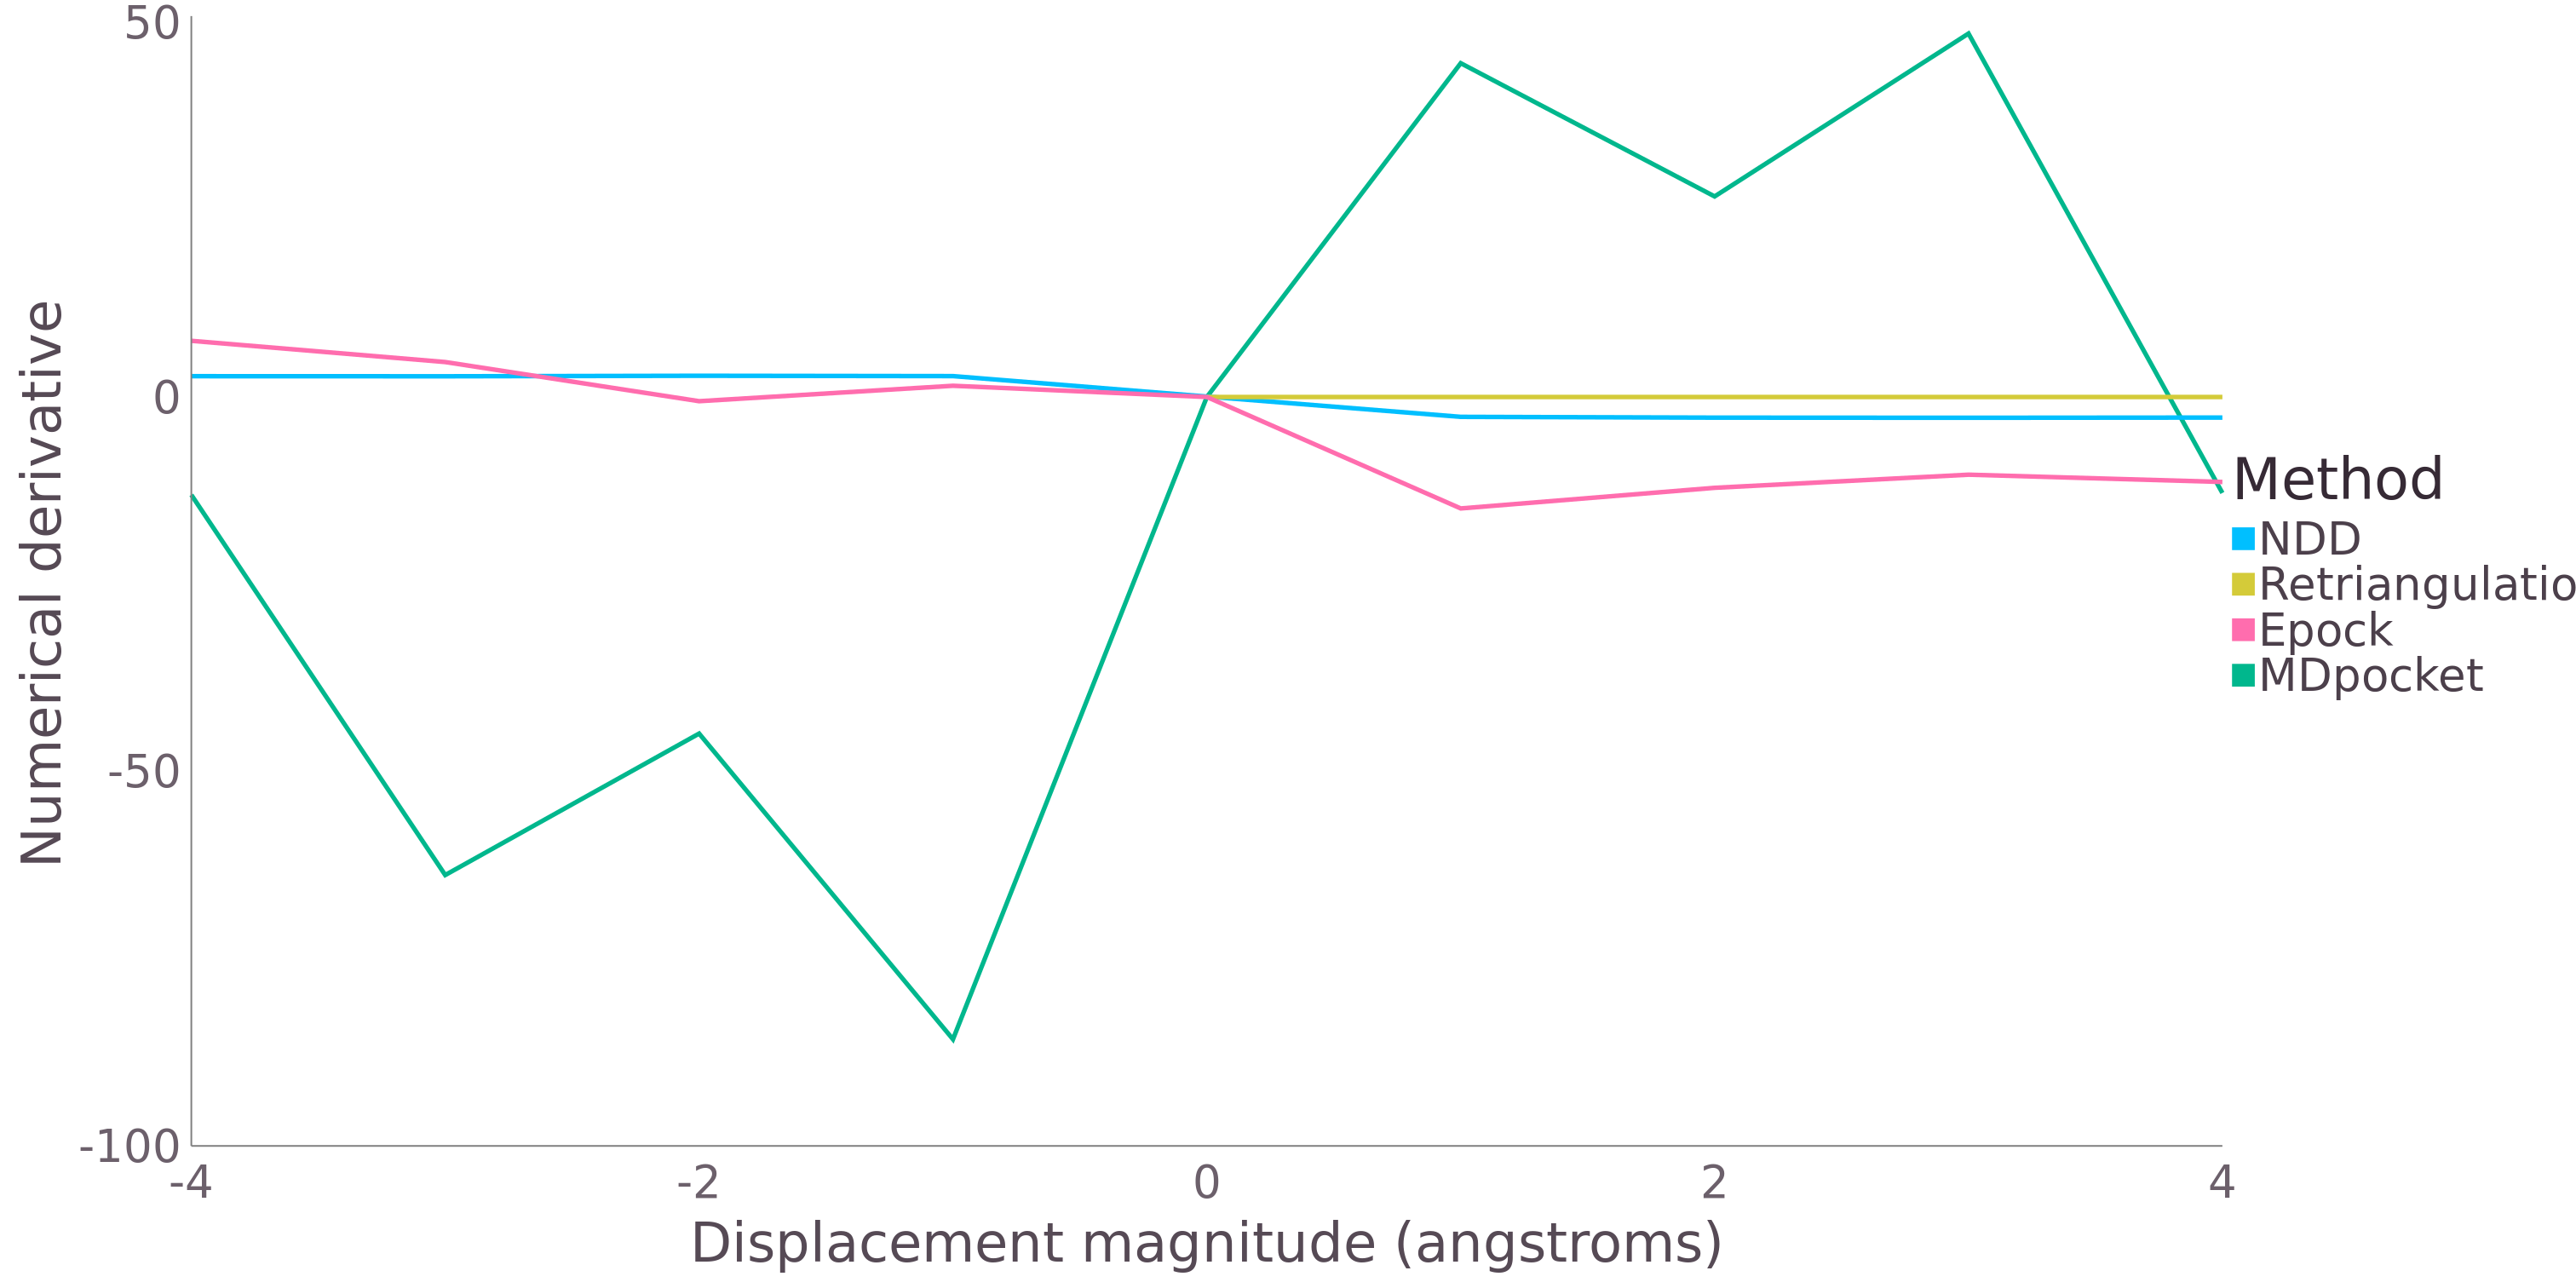 50
0
-50
-100
Numerical derivative
-4
-2
0
2
4
Displacement magnitude (angstroms)
Method
NDD
Retriangulatio
Epock
MDpocket